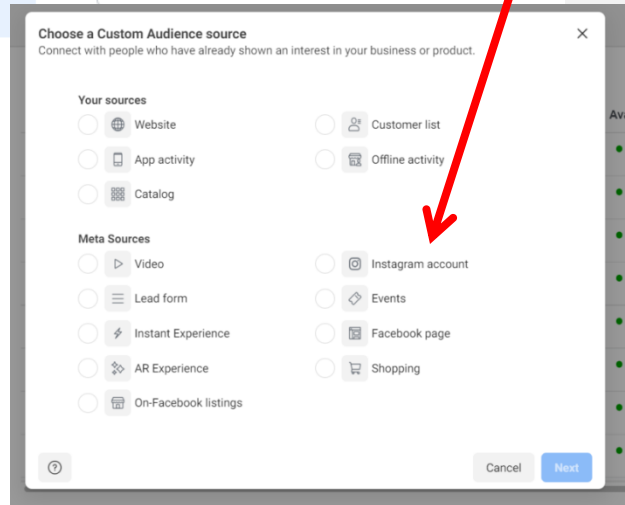 Choose a Custom Audience source
Connect with people who have already shown an interest in your business or product.
Your sources
Website
Customer list
App activity
Offline activity
Catalog
Meta Sources
Video
Instagram account
Lead form
Events
Instant Experience
Facebook page
AR Experience
Shopping
On-Facebook listings
Cancel
Next